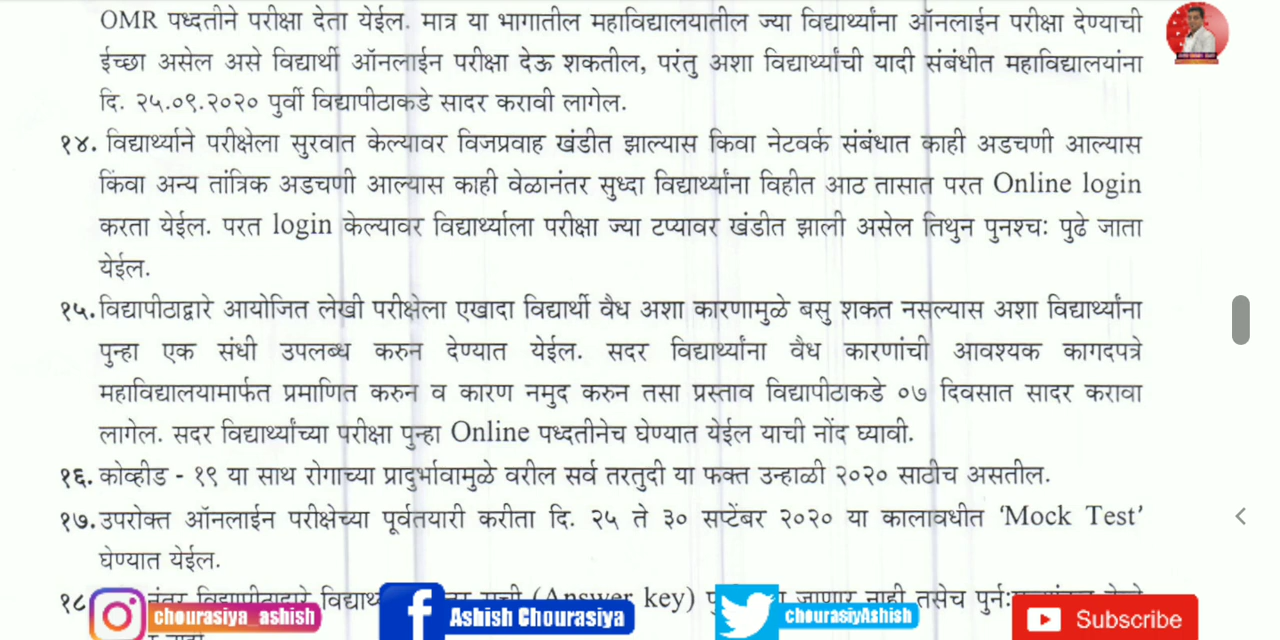 OMR पध्दतीने परीक्षा देता येईल. मात्र या भागातील महाविद्यालयातील ज्या विद्यार्थ्यांना ऑनलाईन परीक्षा देण्याची
ईच्छा असेल असे विद्यार्थी ऑनलाईन परीक्षा देऊ शकतील, परंतु अशा विद्यार्थ्यांची यादी संबंधीत महाविद्यालयांना
दि. २५.०९.२०२० पुर्वी विद्यापीठाकडे सादर करावी लागेल.
१४. विद्यार्थ्याने परीक्षेला सुरवात केल्यावर विजप्रवाह खंडीत झाल्यास किवा नेटवर्क संबंधात काही अडचणी आल्यास
किंवा अन्य तांत्रिक अडचणी आल्यास काही वेळानंतर सुध्दा विद्यार्थ्यांना विहीत आठ तासात परत Online login
करता येईल. परत login केल्यावर विद्यार्थ्याला परीक्षा ज्या टप्यावर खंडीत झाली असेल तिथुन पुनश्चः पुढे जाता
येईल.
१५. विद्यापीठाद्वारे आयोजित लेखी परीक्षेला एखादा विद्यार्थी वैध अशा कारणामुळे बसु शकत नसल्यास अशा विद्यार्थ्यांना
पुन्हा एक संधी उपलब्ध करुन देण्यात येईल. सदर विद्यार्थ्यांना वैध कारणांची आवश्यक कागदपत्रे
महाविद्यालयामार्फत प्रमाणित करुन व कारण नमुद करुन तसा प्रस्ताव विद्यापीठाकडे ०७ दिवसात सादर करावा
लागेल. सदर विद्यार्थ्यांच्या परीक्षा पुन्हा Online पध्दतीनेच घेण्यात येईल याची नोंद घ्यावी.
१६. कोव्हीड - १९ या साथ रोगाच्या प्रादुर्भावामुळे वरील सर्व तरतुदी या फक्त उन्हाळी २०२० साठीच असतील.
१७. उपरोक्त ऑनलाईन परीक्षेच्या पूर्वतयारी करीता दि. २५ ते ३० सप्टेंबर २०२० या कालावधीत 'Mock Test'
घेण्यात येईल.
१८ विद्यापीठाद्वारे (Answer key) जाणार नाही तसेच
chourasiya_ashish
Ashish Chourasiya
chourasiyAshish
Subscribe